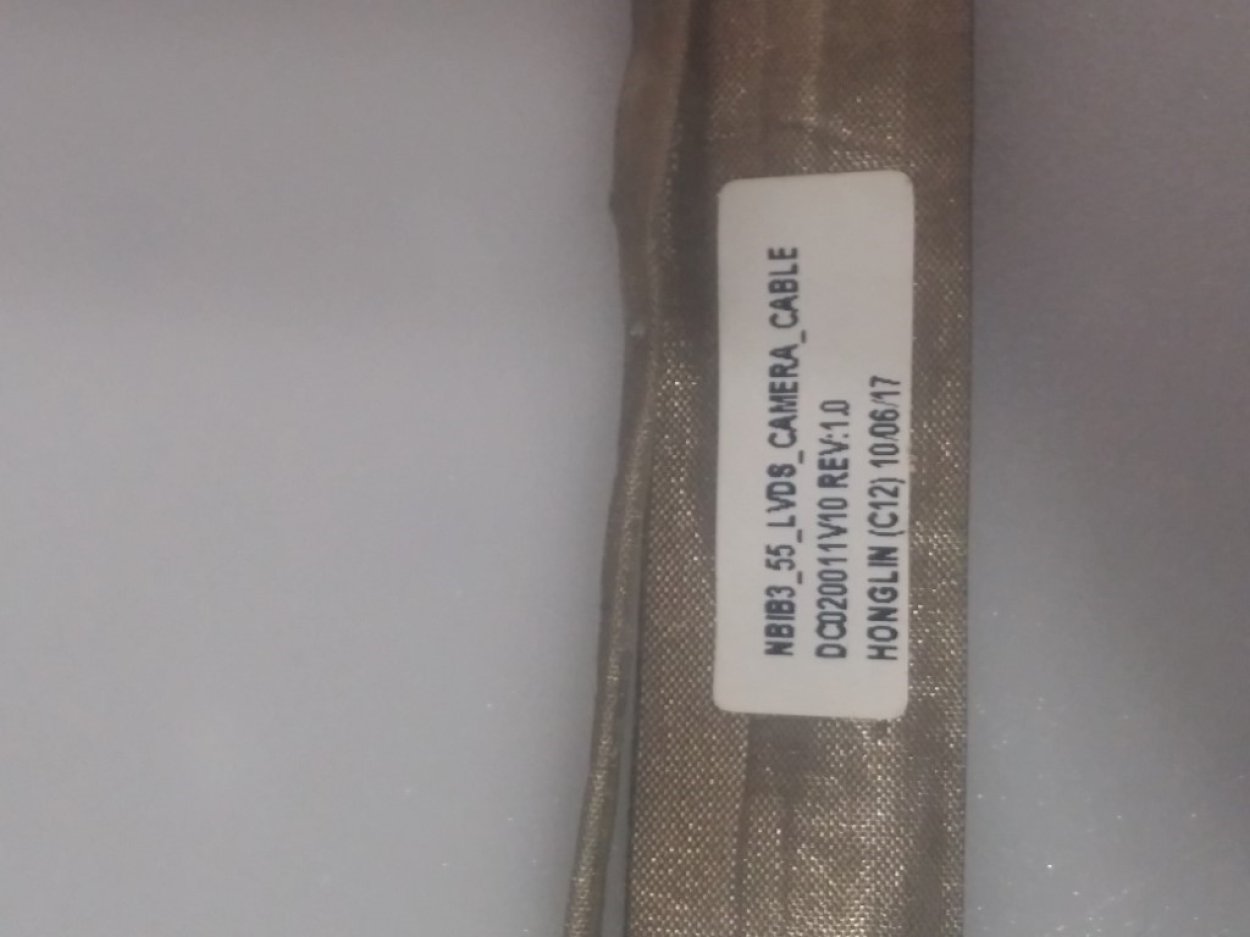 NBIB3_55_LVDS_CAMERA_CABLE
DC020011V10 REV:1.0
HONGLIN (C12) 10/06/17